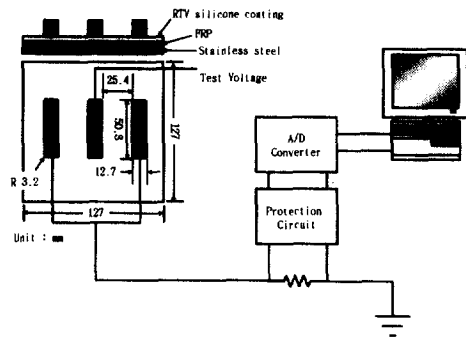 RTV silicone coating
FRP
Stainless steel
Test Voltage
25.4
50.8
127
12.7
R 3.2
127
Unit : mm
A/D
Converter
Protection
Circuit